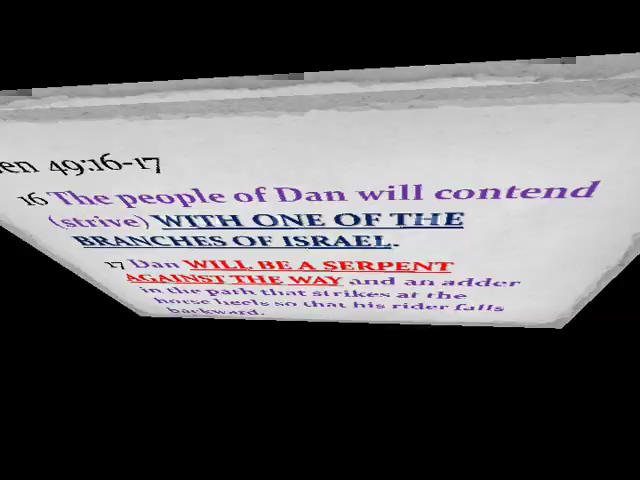 en 49:16-17
16 The people of Dan will contend
(strive) WITH ONE OF THE
BRANCHES OF ISRAEL.
17 Dan WILL BE A SERPENT
AGAINST THE WAY and an adder
in the path that strikes at the
horse heels so that his rider falls
backward.